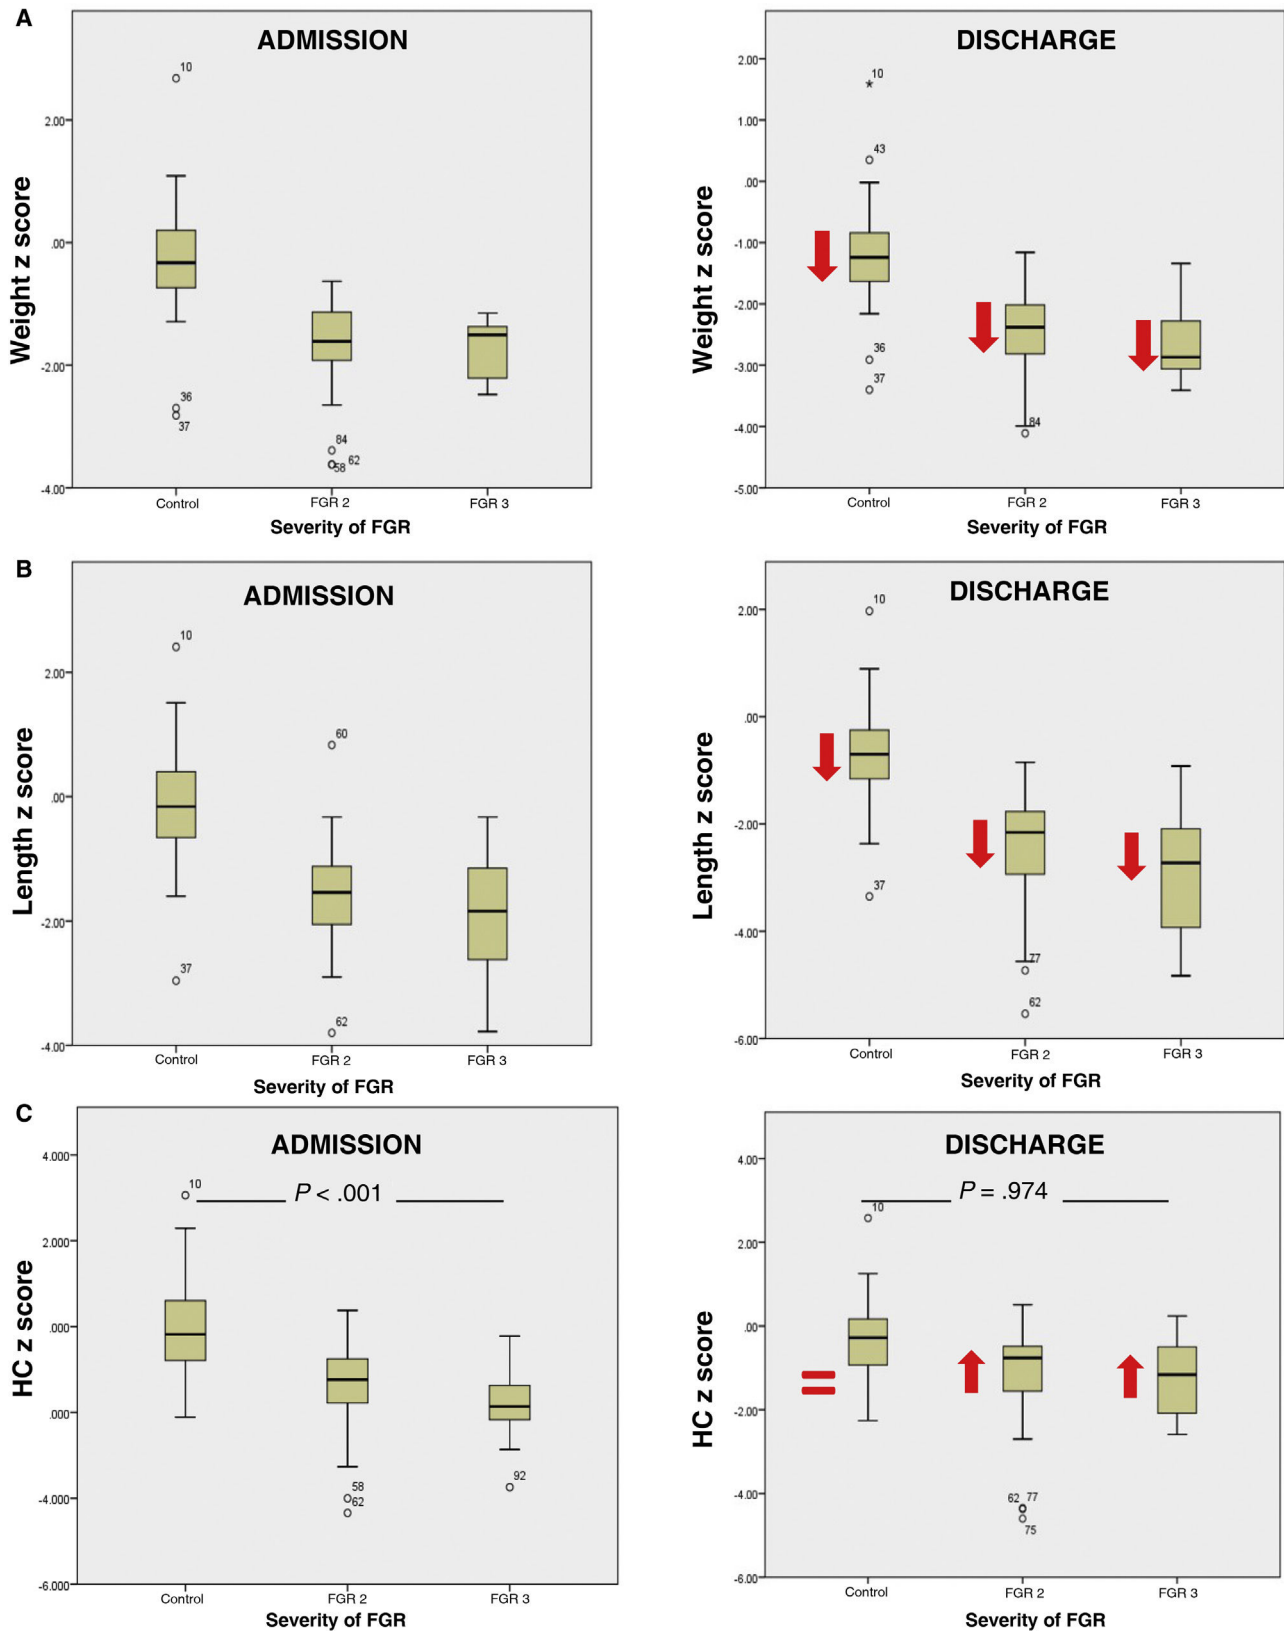 A
ADMISSION
Weight z score
2.00
.00
-2.00
-4.00
10
36
37
84
62
58
Control
FGR 2
FGR 3
Severity of FGR
DISCHARGE
Weight z score
2.00
1.00
.00
-1.00
-2.00
-3.00
-4.00
-5.00
10
43
36
37
84
Control
FGR 2
FGR 3
Severity of FGR
B
ADMISSION
Length z score
2.00
.00
-2.00
-4.00
10
37
60
62
Control
FGR 2
FGR 3
Severity of FGR
DISCHARGE
Length z score
2.00
.00
-2.00
-4.00
-6.00
10
37
77
62
Control
FGR 2
FGR 3
Severity of FGR
C
ADMISSION
P < .001
HC z score
4.000
2.000
.000
.000
-4.000
-6.000
10
58
62
92
Control
FGR 2
FGR 3
Severity of FGR
DISCHARGE
P = .974
HC z score
4.00
2.00
.00
-2.00
-4.00
-6.00
10
62 77
75
Control
FGR 2
FGR 3
Severity of FGR